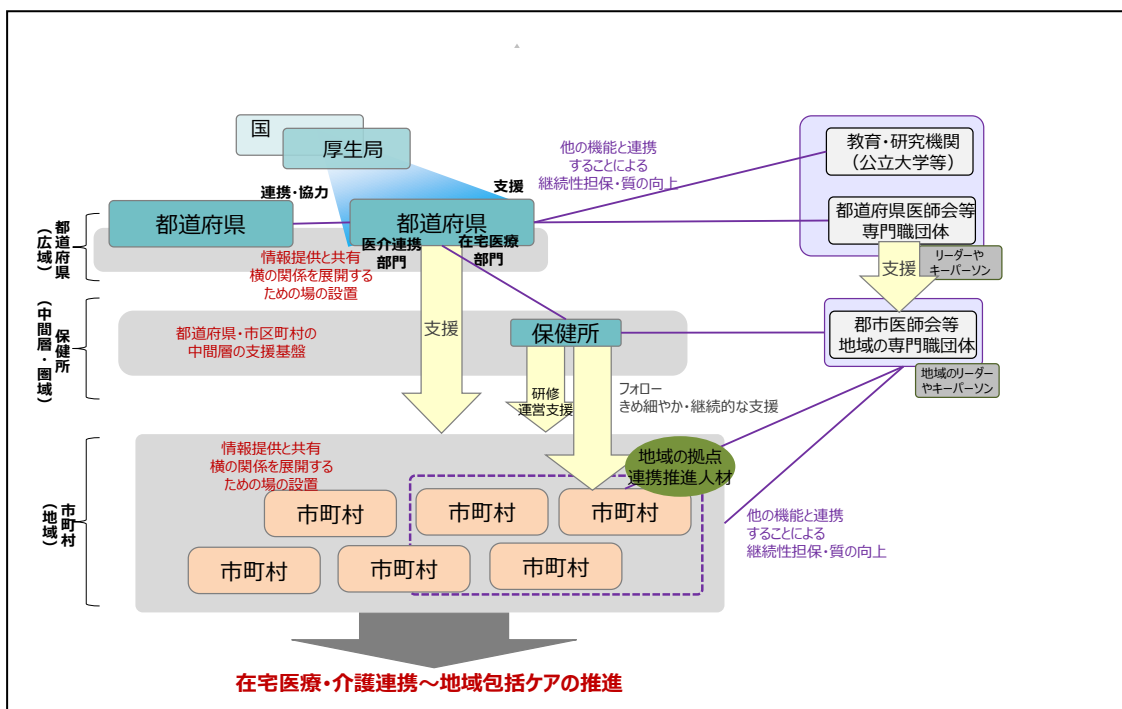 国
厚生局
連携・協力
支援
他の機能と連携
することによる
継続性担保・質の向上
教育・研究機関
(公立大学等)
都道府県
(広域)
都道府県
都道府県
医介連携
部門
在宅医療
部門
都道府県医師会等
専門職団体
リーダーや
キーパーソン
支援
情報提供と共有
横の関係を展開する
ための場の設置
保健所
(中間層・圏域)
都道府県・市区町村の
中間層の支援基盤
支援
保健所
郡市医師会等
地域の専門職団体
地域のリーダー
やキーパーソン
研修
運営支援
フォロー
きめ細やか・継続的な支援
市町村
(地域)
情報提供と共有
横の関係を展開する
ための場の設置
地域の拠点
連携推進人材
市町村
市町村
市町村
市町村
市町村
市町村
他の機能と連携
することによる
継続性担保・質の向上
在宅医療・介護連携～地域包括ケアの推進